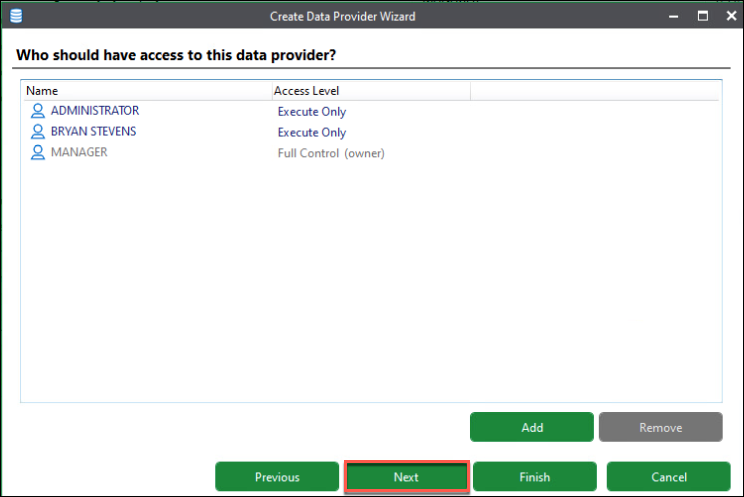 Create Data Provider Wizard
Who should have access to this data provider?
Name Access Level
ADMINISTRATOR Execute Only
BRYAN STEVENS Execute Only
MANAGER Full Control (owner)
Add Remove
Previous Next Finish Cancel